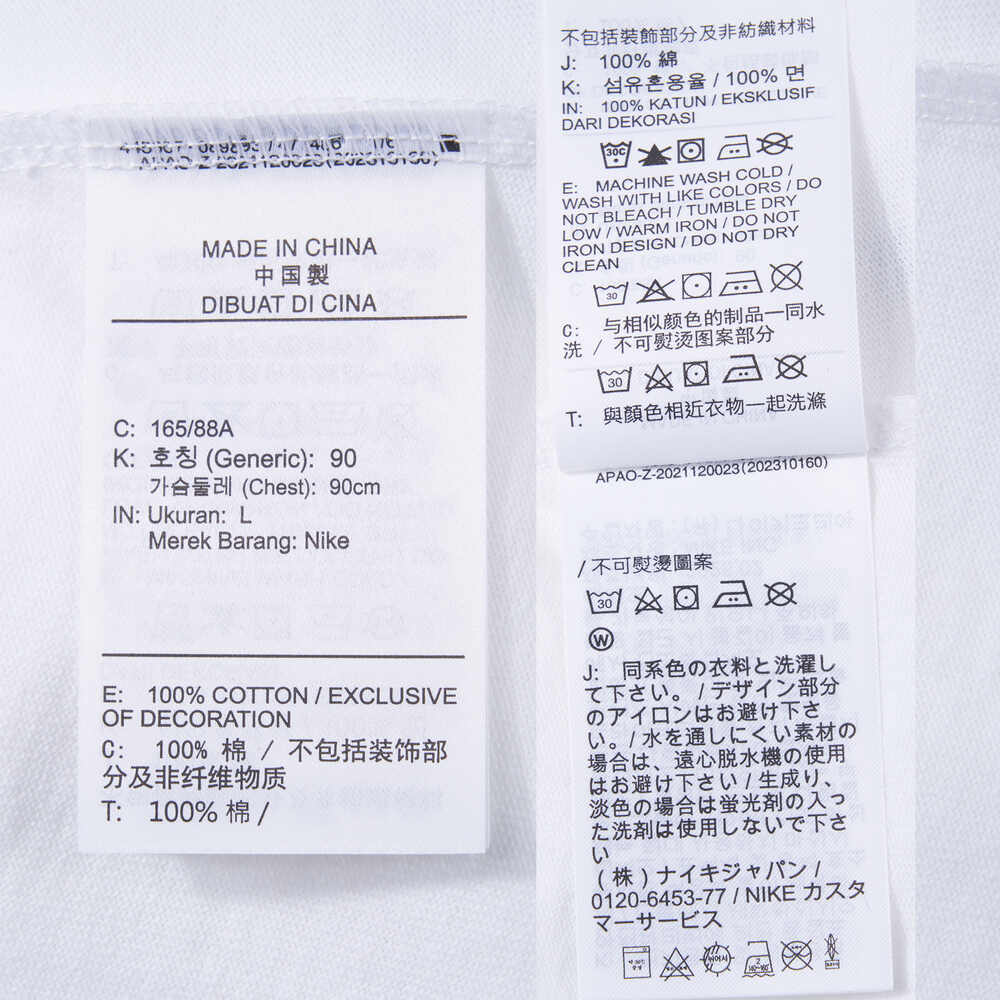 APAO-Z-2021120023(202310160)
MADE IN CHINA
中国製
DIBUAT DI CINA
C: 165/88A
K: 호칭 (Generic): 90
가슴둘레 (Chest): 90cm
IN: Ukuran: L
Merek Barang: Nike
E: 100% COTTON / EXCLUSIVE
OF DECORATION
C: 100% 棉 / 不包括装饰部
分及非纤维物质
T: 100% 棉 /
不包括裝飾部分及非紡織材料
J: 100% 綿
K: 섬유혼용율 / 100% 면
IN: 100% KATUN / EKSKLUSIF
DARI DEKORASI
30C
E: MACHINE WASH COLD /
WASH WITH LIKE COLORS / DO
NOT BLEACH / TUMBLE DRY
LOW / WARM IRON / DO NOT
IRON DESIGN / DO NOT DRY
CLEAN
30
C: 与相似颜色的制品一同水
洗 / 不可熨烫图案部分
30
T: 與顏色相近衣物一起洗滌
APAO-Z-2021120023(202310160)
/ 不可熨燙圖案
30
W
J: 同系色の衣料と洗濯し
て下さい。 / デザイン部分
のアイロンはお避け下さ
い。 / 水を通しにくい素材の
場合は、遠心脱水機の使用
はお避け下さい / 生成り、
淡色の場合は蛍光剤の入っ
た洗剤は使用しないで下さ
い
(株) ナイキジャパン /
0120-6453-77 / NIKE カスタ
マーサービス